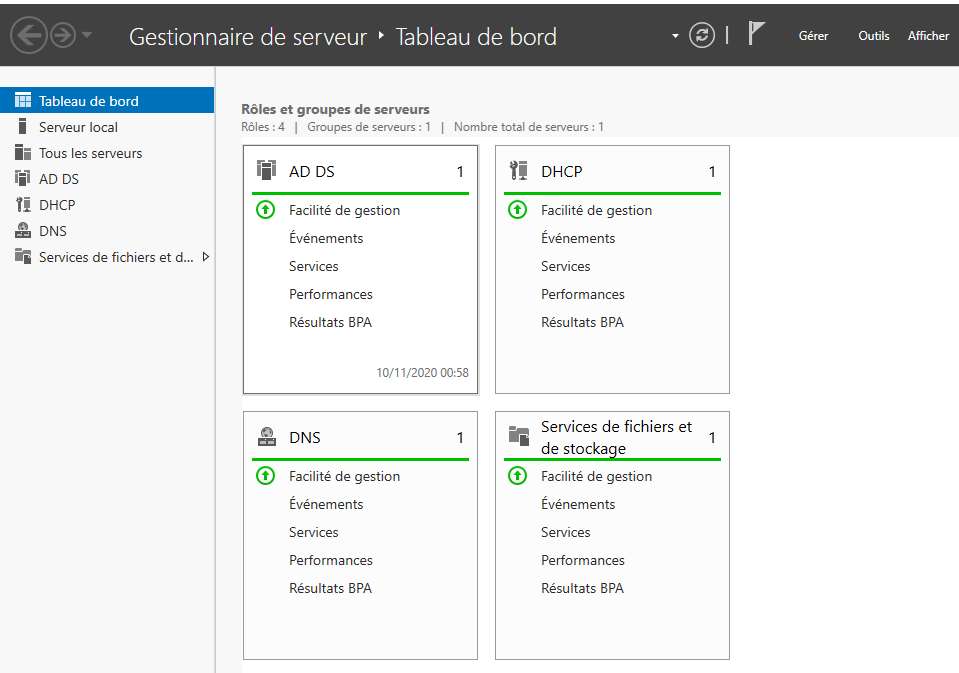 Gestionnaire de serveur ‣ Tableau de bord
Gérer Outils Afficher
Tableau de bord
Serveur local
Tous les serveurs
AD DS
DHCP
DNS
Services de fichiers et d...
Rôles et groupes de serveurs
Rôles : 4 | Groupes de serveurs : 1 | Nombre total de serveurs : 1
AD DS 1
Facilité de gestion
Événements
Services
Performances
Résultats BPA
10/11/2020 00:58
DHCP 1
Facilité de gestion
Événements
Services
Performances
Résultats BPA
DNS 1
Facilité de gestion
Événements
Services
Performances
Résultats BPA
Services de fichiers et
de stockage 1
Facilité de gestion
Événements
Services
Performances
Résultats BPA